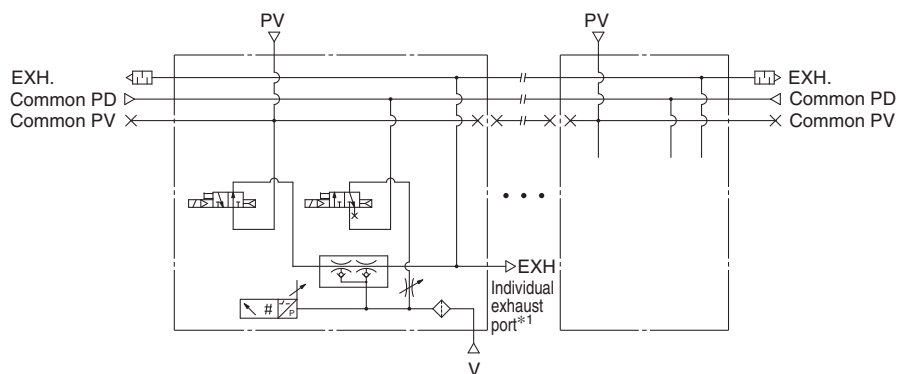 PV
PV
EXH.
EXH.
Common PD
Common PD
Common PV
Common PV
EXH
Individual
exhaust
port*1
#
P
V